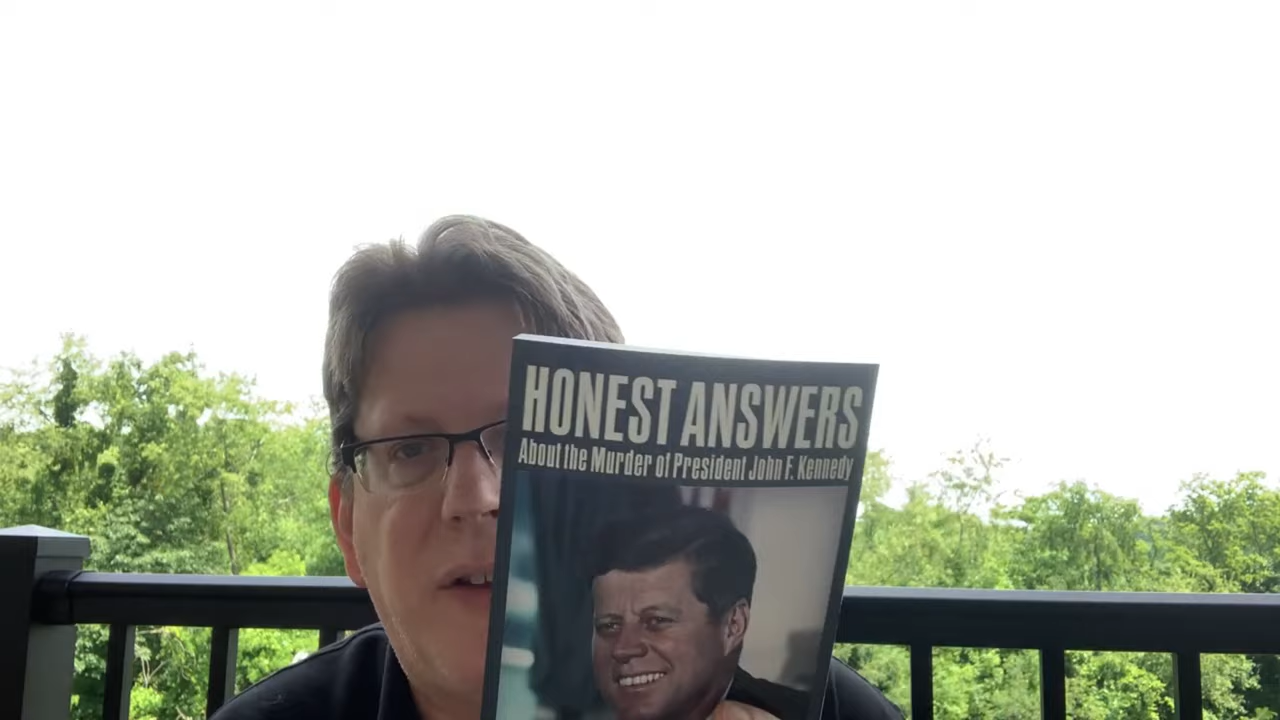 HONEST ANSWERS
About the Murder of President John F. Kennedy